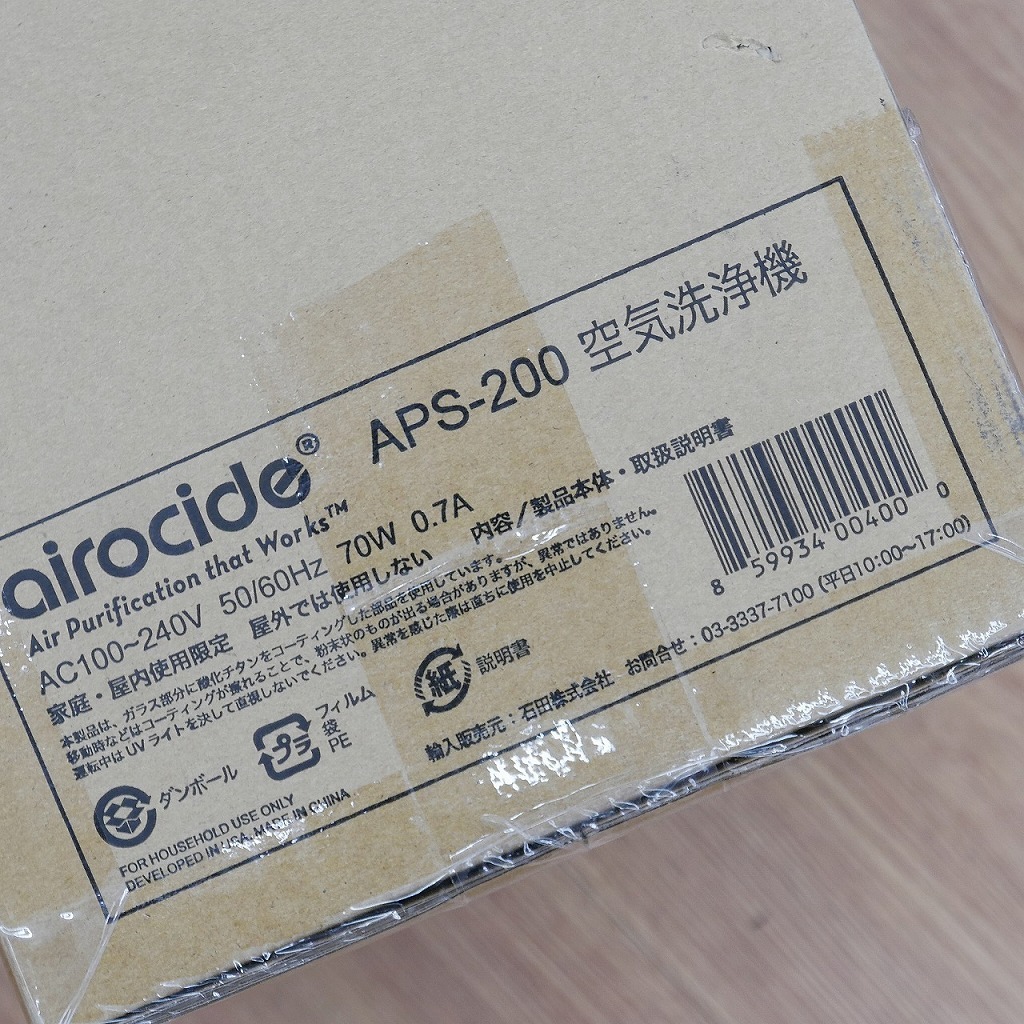 airocide® APS-200 空気洗浄機
Air Purification that Works™
AC100~240V 50/60Hz 70W 0.7A
家庭・屋内使用限定 屋外では使用しない 内容/製品本体・取扱説明書
本製品は、ガラス部分に酸化チタンをコーティングした部品を使用しています。
移動時などはコーティングが擦れることで、粉末状のものが出る場合がありますが、異常ではありません。
運転中は UV ライトを決して直視しないでください。異常を感じた際は直ちに使用を中止してください。
8 59934 00400 0
ダンボール
プラ
フィルム
袋
PE
紙
説明書
輸入販売元:石田株式会社 お問合せ:03-3337-7100 (平日10:00~17:00)
FOR HOUSEHOLD USE ONLY
DEVELOPED IN USA. MADE IN CHINA